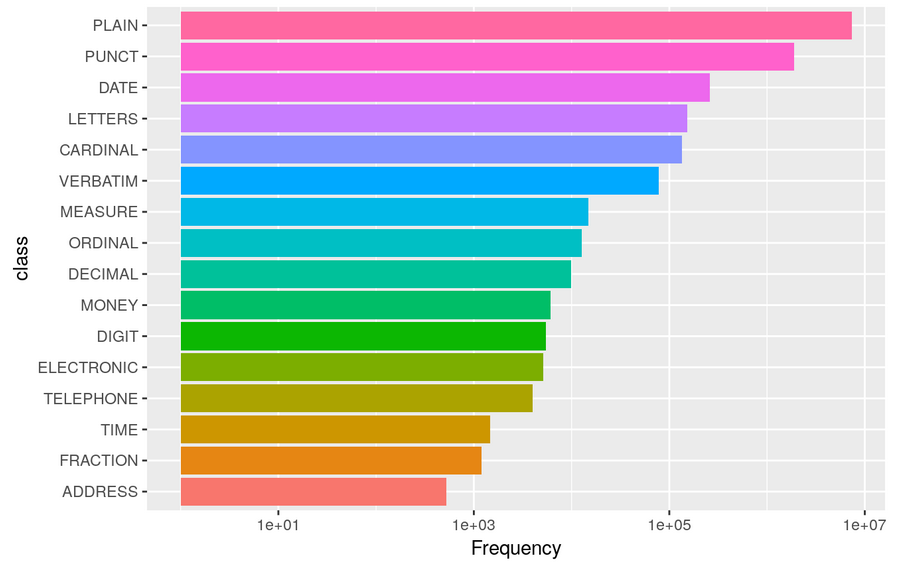 PLAIN
PUNCT
DATE
LETTERS
CARDINAL
VERBATIM
MEASURE
ORDINAL
DECIMAL
MONEY
DIGIT
ELECTRONIC
TELEPHONE
TIME
FRACTION
ADDRESS
class
1e+01 1e+03 1e+05 1e+07
Frequency